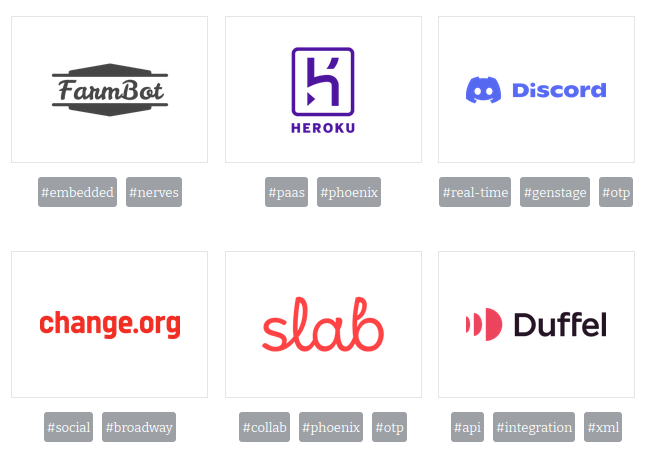 FarmBot
HEROKU
Discord
#embedded #nerves
#paas #phoenix
#real-time #genstage #otp
change.org
slab
Duffel
#social #broadway
#collab #phoenix #otp
#api #integration #xml